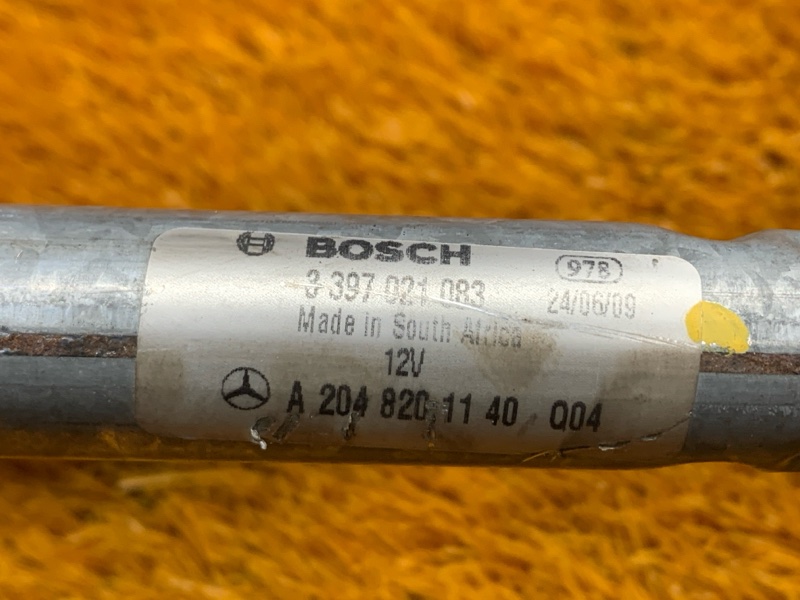 BOSCH 978
3 397 021 083 24/06/09
Made in South Africa
12V
A 204 820 11 40 Q04